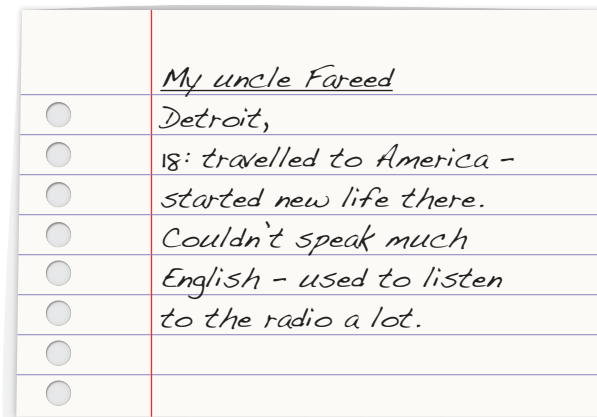 My uncle Fareed
Detroit,
18: travelled to America -
started new life there.
Couldn't speak much
English - used to listen
to the radio a lot.